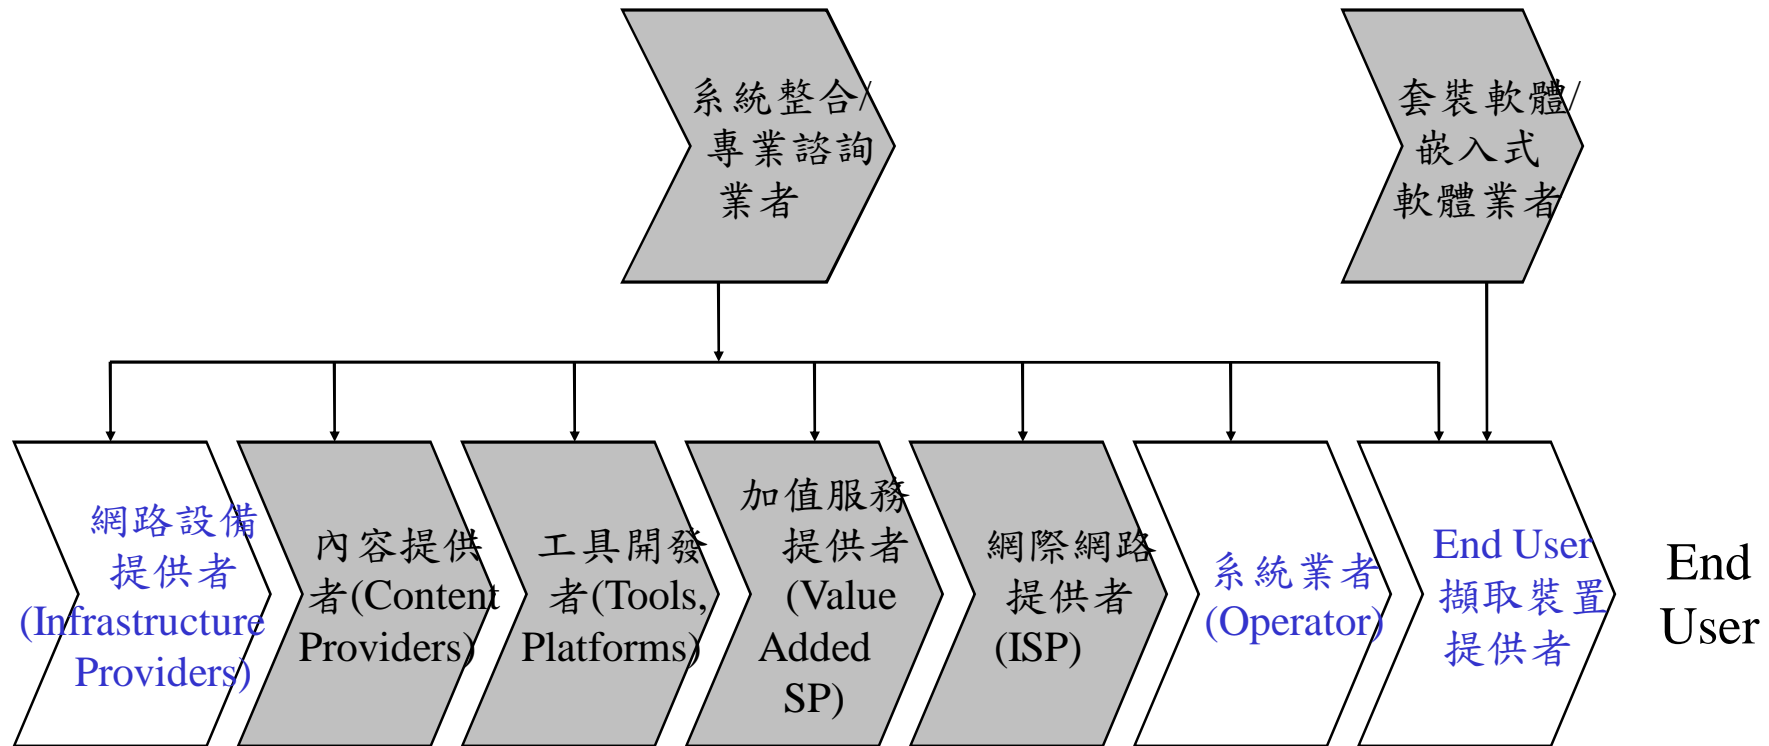 系統整合/
專業諮詢
業者
套裝軟體/
嵌入式
軟體業者
網路設備
提供者
(Infrastructure
Providers)
內容提供
者(Content
Providers)
工具開發
者(Tools,
Platforms)
加值服務
提供者
(Value
Added
SP)
網際網路
提供者
(ISP)
系統業者
(Operator)
End User
擷取裝置
提供者
End
User